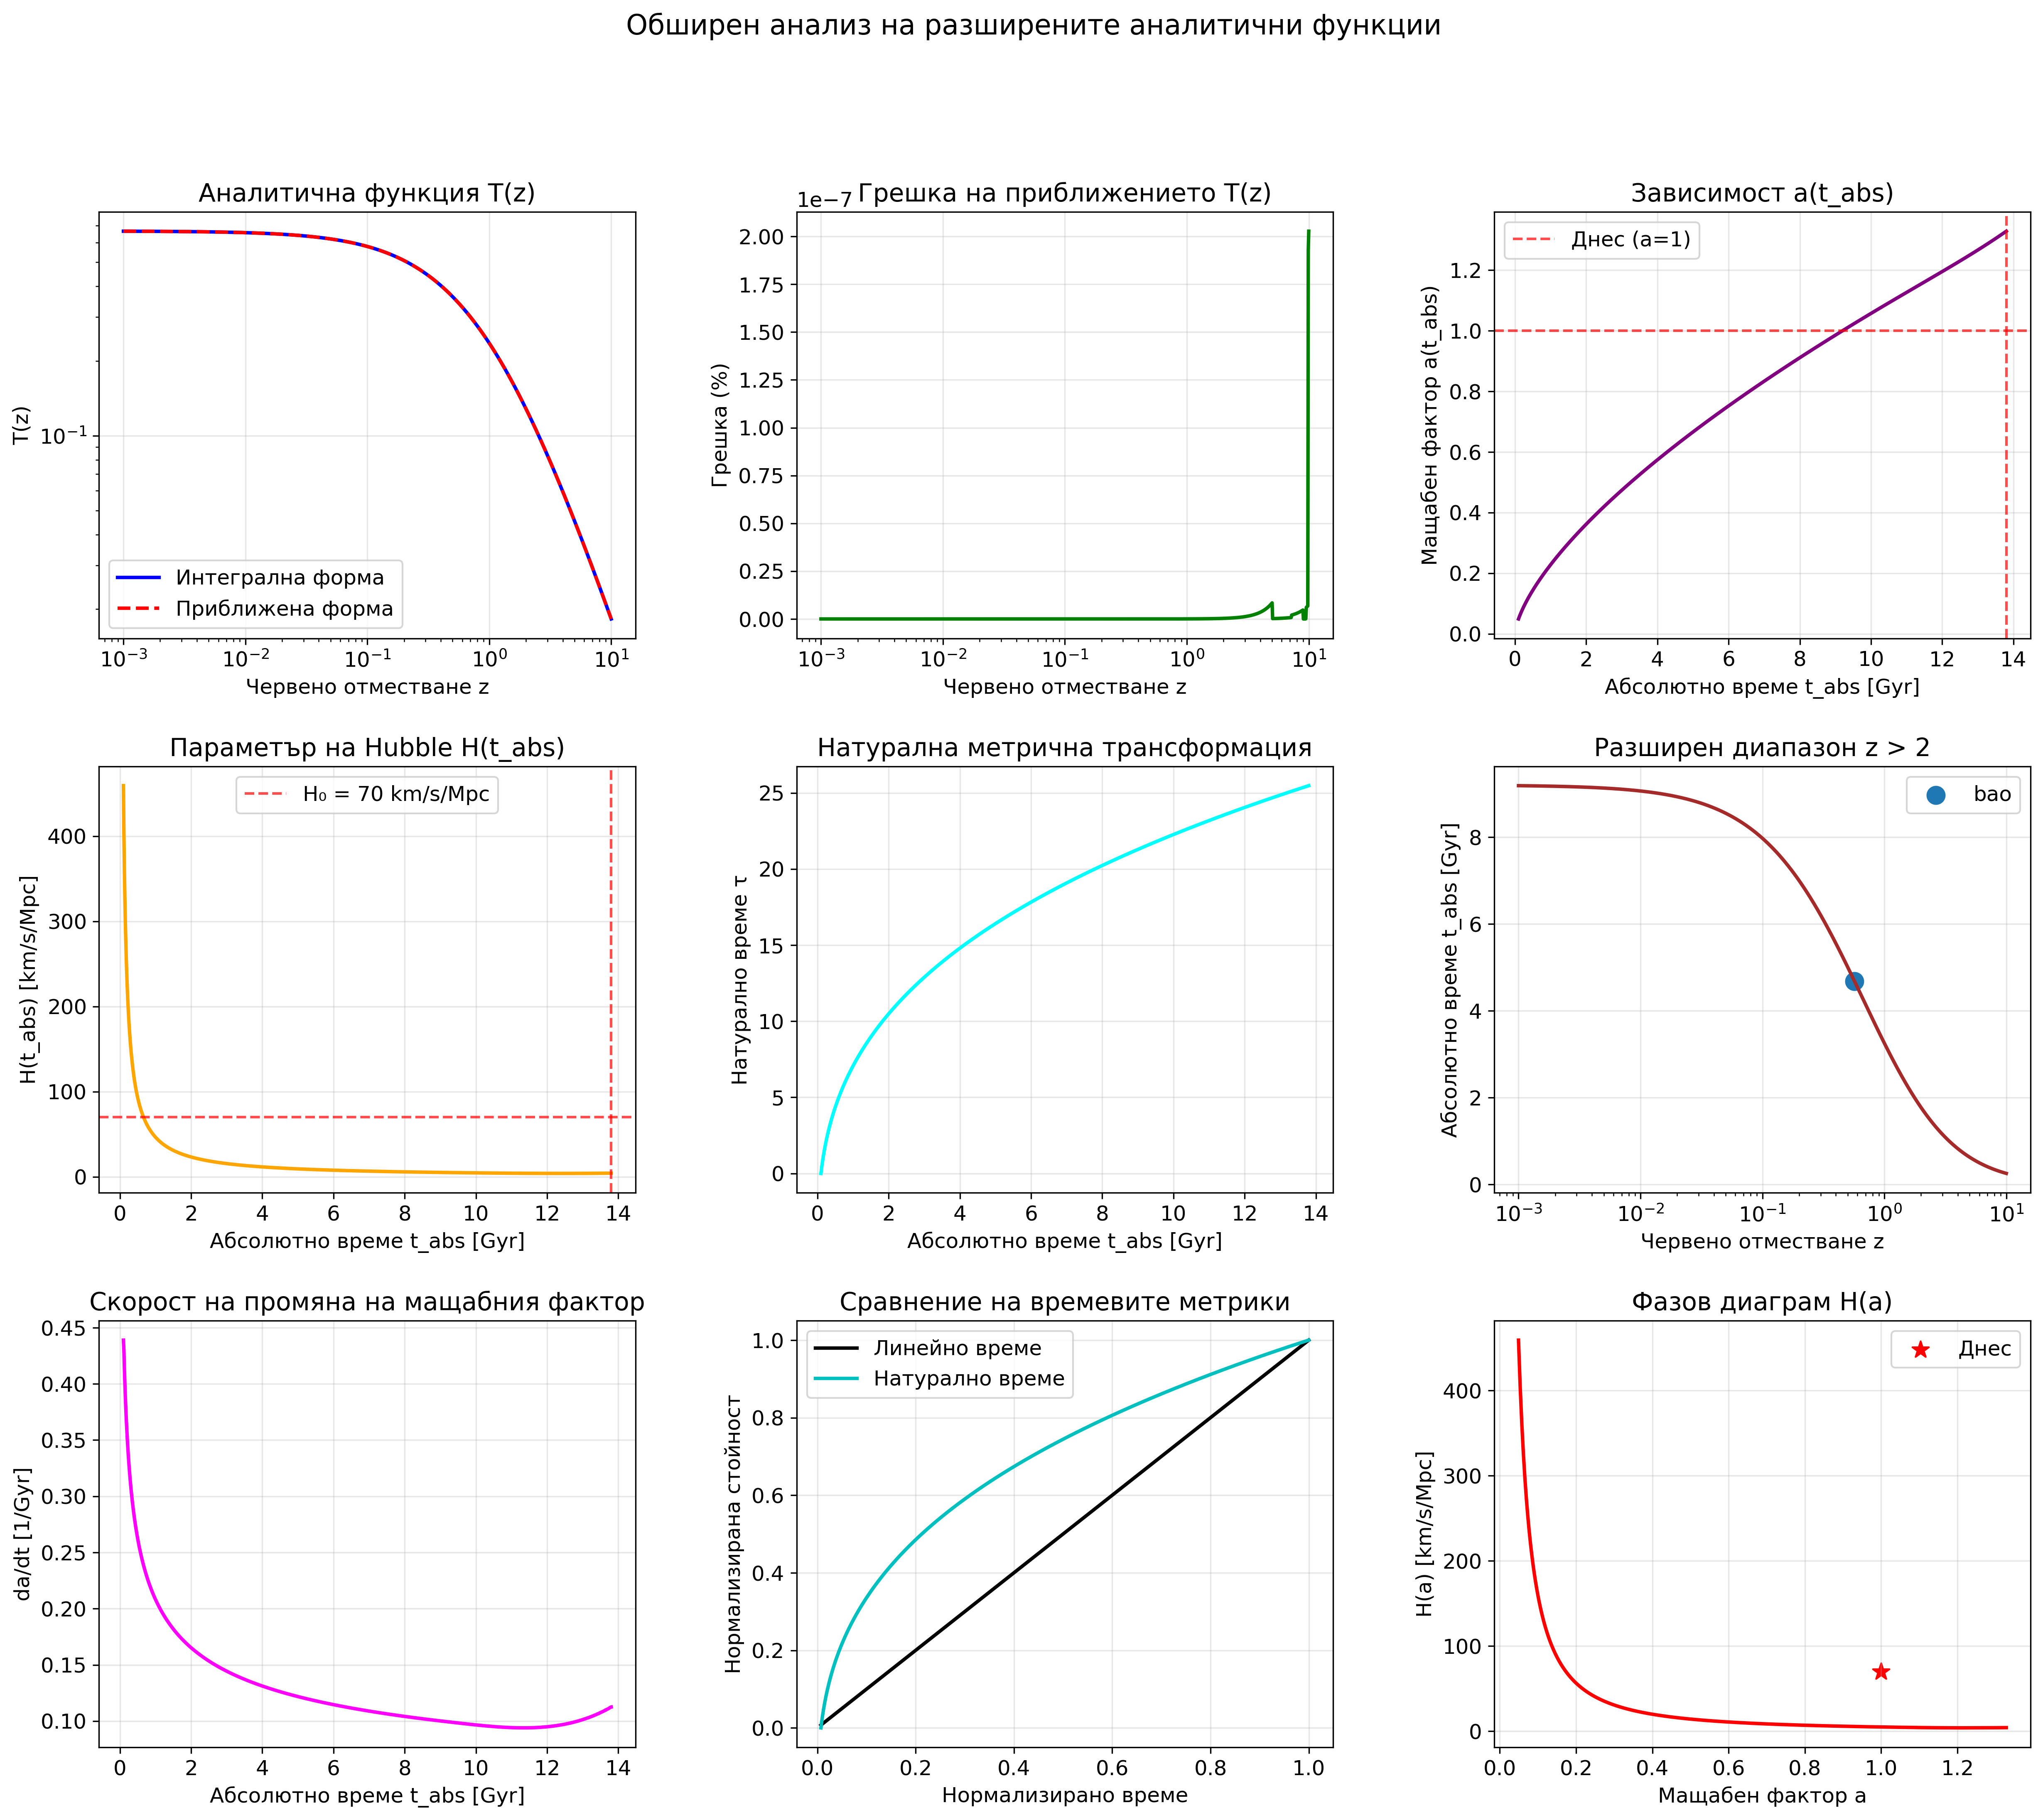 Обширен анализ на разширените аналитични функции
Аналитична функция T(z)
T(z)
10⁻¹
Интегрална форма
Приближена форма
10⁻³ 10⁻² 10⁻¹ 10⁰ 10¹
Червено отместване z
1e−7
Грешка на приближението T(z)
Грешка (%)
2.00
1.75
1.50
1.25
1.00
0.75
0.50
0.25
0.00
10⁻³ 10⁻² 10⁻¹ 10⁰ 10¹
Червено отместване z
Зависимост a(t_abs)
Мащабен фактор a(t_abs)
Днес (a=1)
1.2
1.0
0.8
0.6
0.4
0.2
0.0
0 2 4 6 8 10 12 14
Абсолютно време t_abs [Gyr]
Параметър на Hubble H(t_abs)
H(t_abs) [km/s/Mpc]
H₀ = 70 km/s/Mpc
400
300
200
100
0
0 2 4 6 8 10 12 14
Абсолютно време t_abs [Gyr]
Натурална метрична трансформация
Натурално време τ
25
20
15
10
5
0
0 2 4 6 8 10 12 14
Абсолютно време t_abs [Gyr]
Разширен диапазон z > 2
Абсолютно време t_abs [Gyr]
bao
8
6
4
2
0
10⁻³ 10⁻² 10⁻¹ 10⁰ 10¹
Червено отместване z
Скорост на промяна на мащабния фактор
da/dt [1/Gyr]
0.45
0.40
0.35
0.30
0.25
0.20
0.15
0.10
0 2 4 6 8 10 12 14
Абсолютно време t_abs [Gyr]
Сравнение на времевите метрики
Нормализирана стойност
Линейно време
Натурално време
1.0
0.8
0.6
0.4
0.2
0.0
0.0 0.2 0.4 0.6 0.8 1.0
Нормализирано време
Фазов диаграм H(a)
H(a) [km/s/Mpc]
Днес
400
300
200
100
0
0.0 0.2 0.4 0.6 0.8 1.0 1.2
Мащабен фактор a